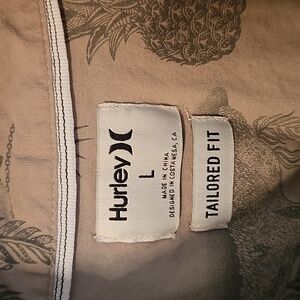 Hurley
L
MADE IN CHINA
DESIGNED IN COSTA MESA, CA
TAILORED FIT